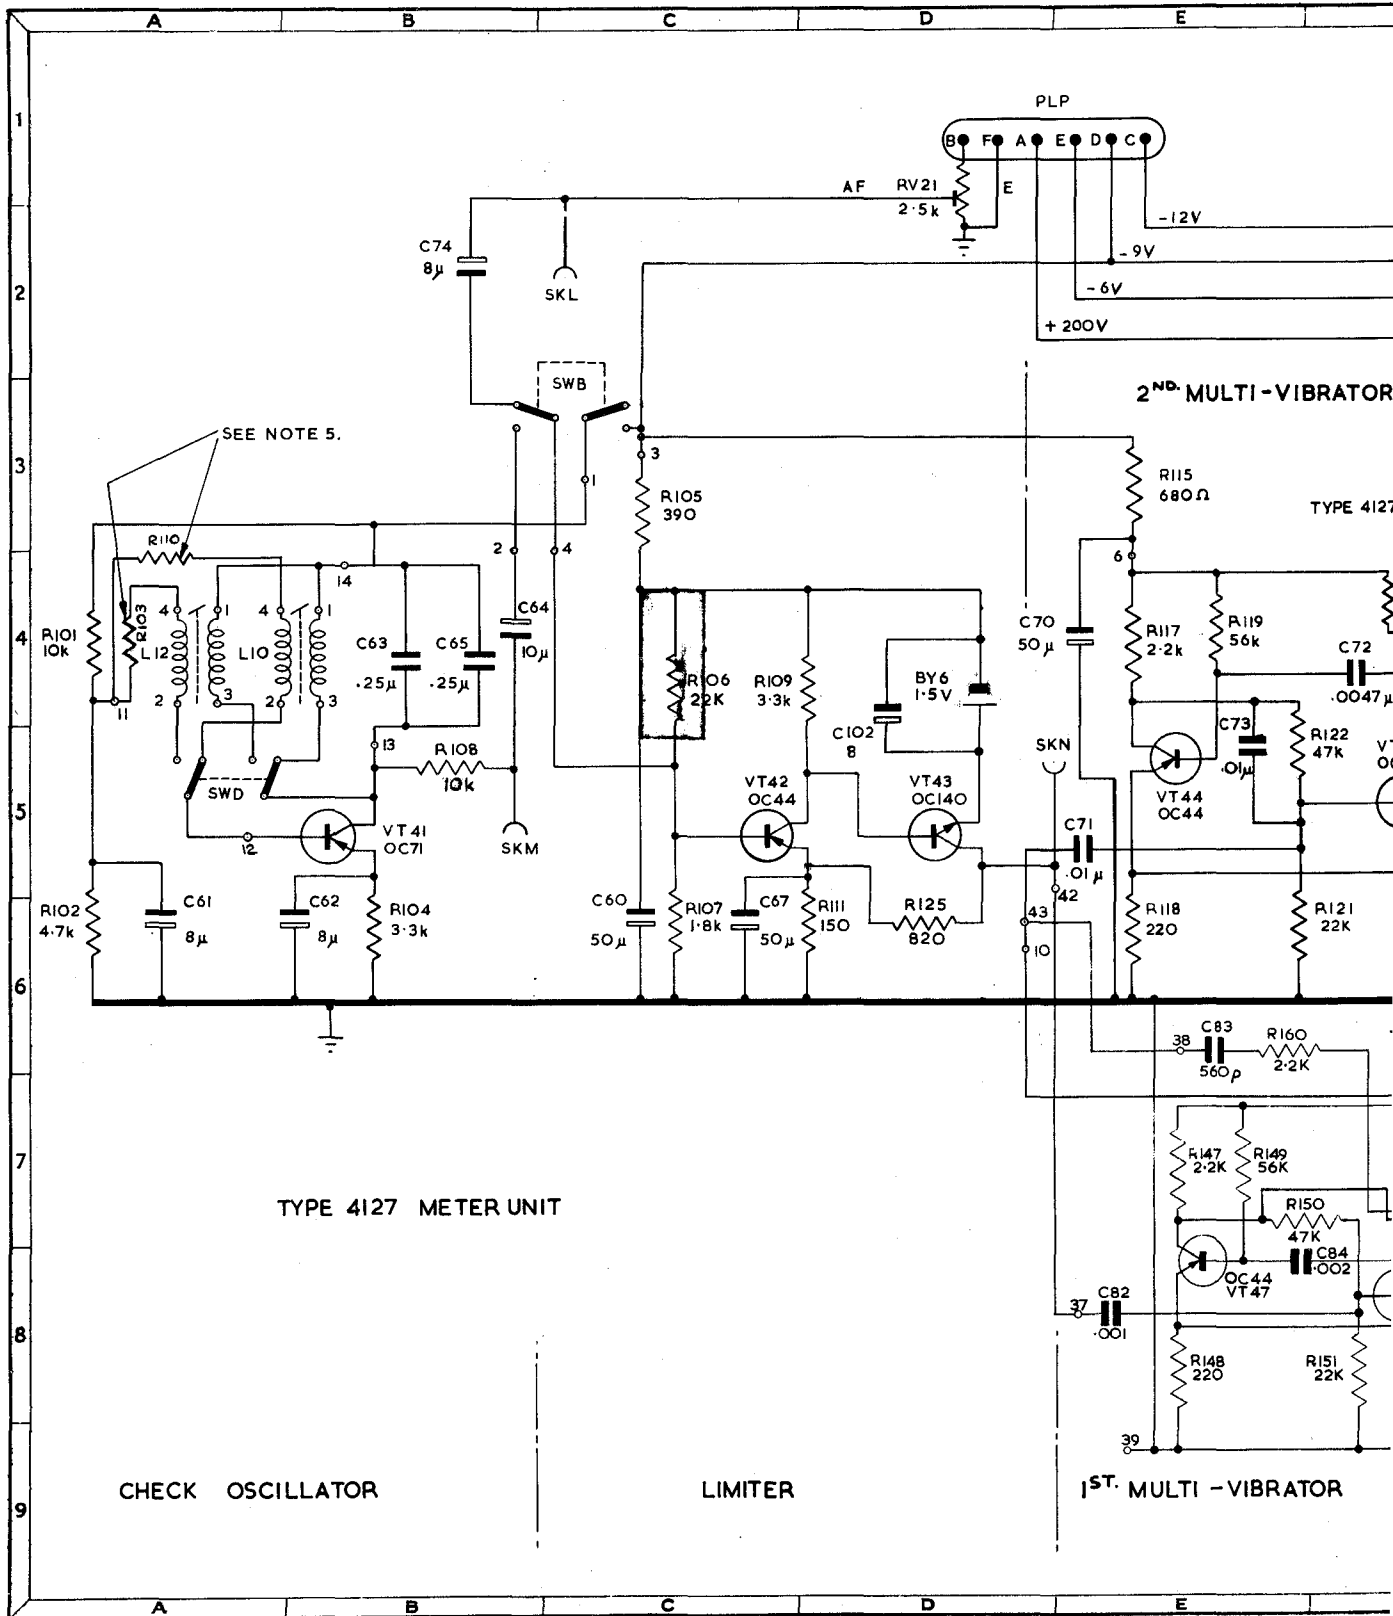 A B C D E
1
PLP
B F A E D C
AF
RV21
2.5k
E
-12V
C74
8μ
-9V
2
SKL
-6V
+ 200V
SWB
2ND. MULTI-VIBRATOR
SEE NOTE 5.
3
3
1
R105
390
R115
680Ω
TYPE 4127
R110
2
4
6
14
4
R101
10k
R103
4
1
4
1
L12
L10
C63
.25μ
C65
.25μ
C64
10μ
R106
22K
R109
3.3k
BY6
1.5V
C70
50μ
R117
2.2k
R119
56k
C72
.0047μ
11
2
3
2
3
C102
8
C73
.01μ
R122
47k
13
R108
10k
SKN
SWD
VT42
OC44
VT43
OC140
VT44
OC44
5
12
VT41
OC71
SKM
C71
.01μ
42
R102
4.7k
C61
8μ
C62
8μ
R104
3.3k
C60
50μ
R107
1.8k
C67
50μ
R111
150
R125
820
43
10
R118
220
R121
22K
6
38
C83
560p
R160
2.2K
7
R147
2.2K
R149
56K
TYPE 4127 METER UNIT
R150
47K
C84
.002
OC44
VT47
37
C82
.001
8
R148
220
R151
22K
39
CHECK OSCILLATOR
LIMITER
1ST. MULTI-VIBRATOR
9
A B C D E